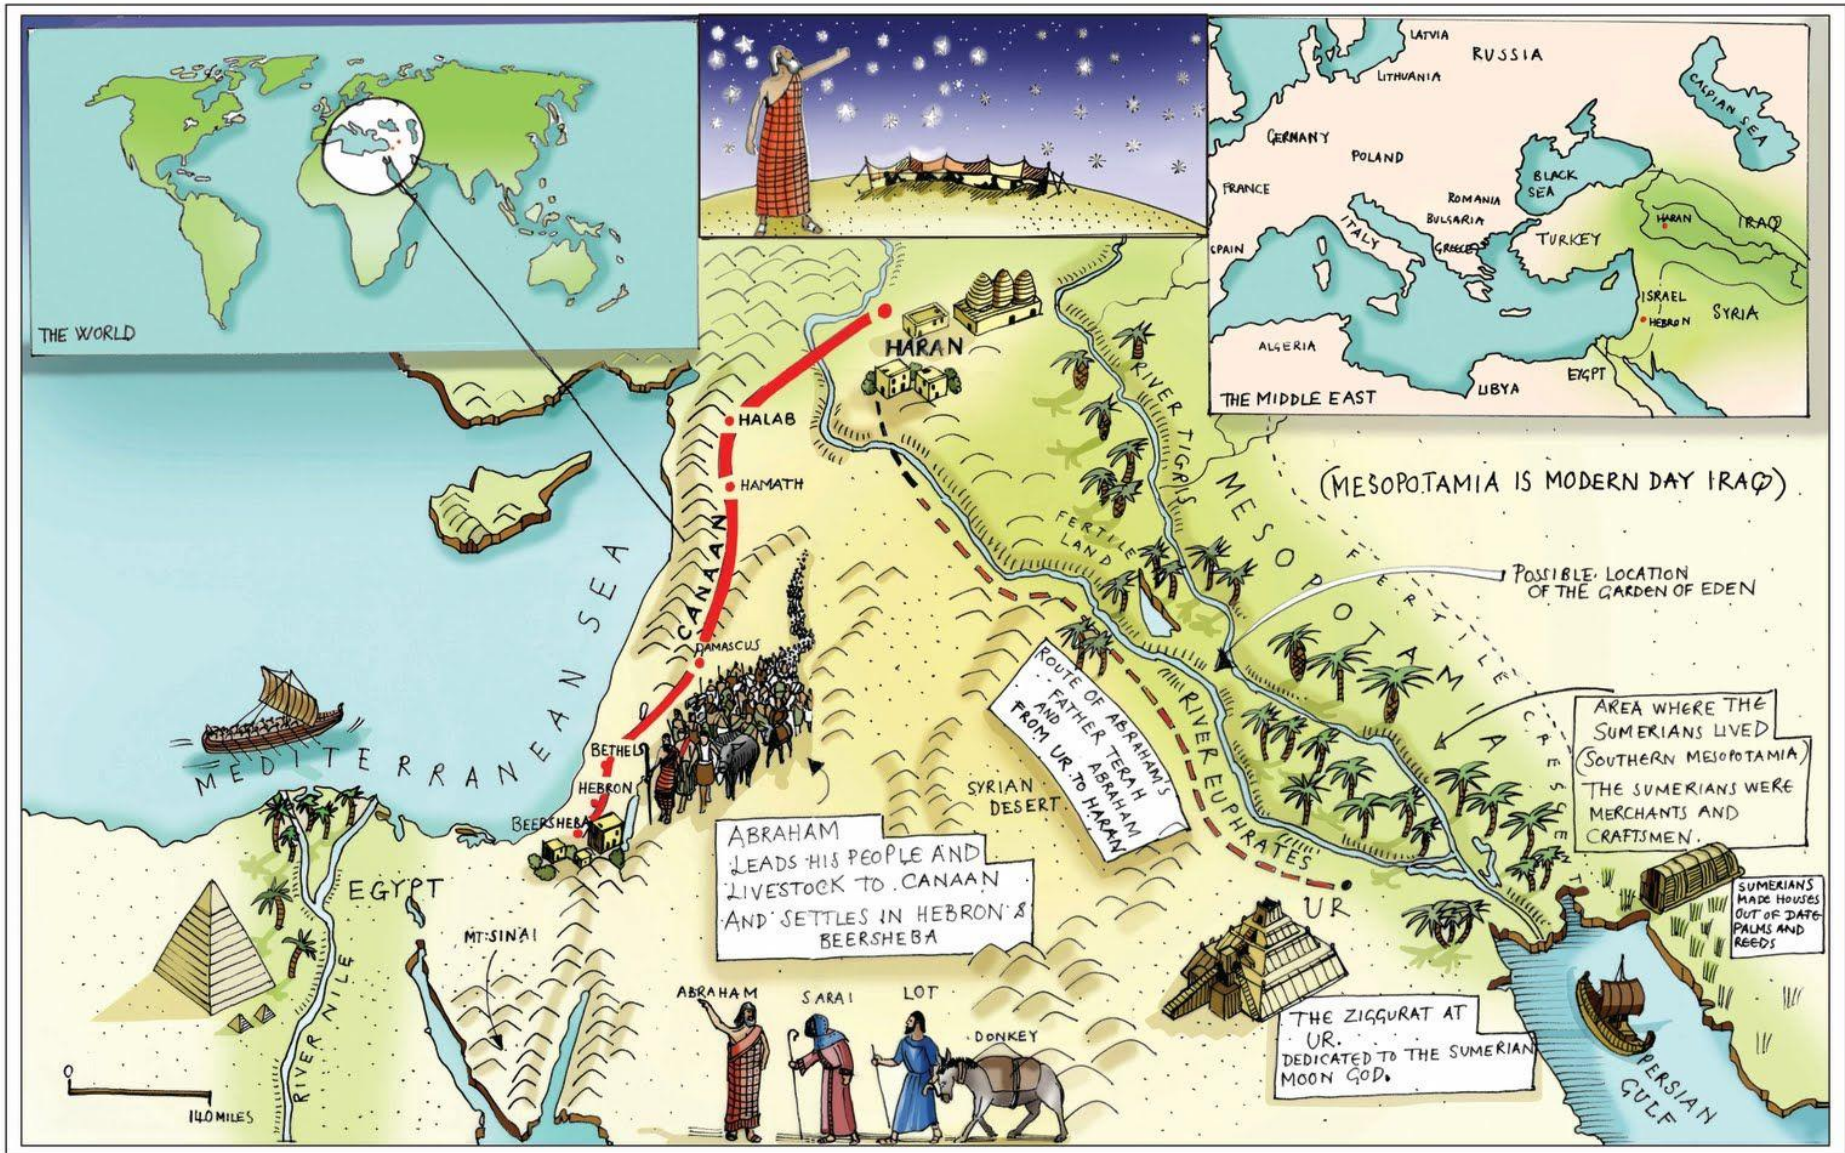 THE WORLD
LATVIA
RUSSIA
LITHUANIA
CASPIAN SEA
GERMANY
POLAND
BLACK
SEA
FRANCE
ROMANIA
BULGARIA
ITALY
HARAN
IRAQ
SPAIN
GREECE
TURKEY
ISRAEL
HEBRON
SYRIA
ALGERIA
EYGPT
LIBYA
THE MIDDLE EAST
HARAN
HALAB
HAMATH
CANAAN
DAMASCUS
BETHEL
HEBRON
BEERSHEBA
RIVER TIGRIS
MESOPOTAMIA
(MESOPOTAMIA IS MODERN DAY IRAQ)
FERTILE
LAND
FERTILE CRESENT
POSSIBLE LOCATION
OF THE GARDEN OF EDEN
MEDITERRANEAN SEA
ROUTE OF ABRAHAM'S
FATHER TERAH
AND ABRAHAM
FROM UR TO HARAN
RIVER EUPHRATES
SYRIAN
DESERT
AREA WHERE THE
SUMERIANS LIVED
(SOUTHERN MESOPOTAMIA)
THE SUMERIANS WERE
MERCHANTS AND
CRAFTSMEN.
ABRAHAM
LEADS HIS PEOPLE AND
LIVESTOCK TO CANAAN
AND SETTLES IN HEBRON &
BEERSHEBA
UR
SUMERIANS
MADE HOUSES
OUT OF DATE
PALMS AND
REEDS
EGYPT
MT. SINAI
RIVER NILE
ABRAHAM
SARAI
LOT
DONKEY
THE ZIGGURAT AT
UR.
DEDICATED TO THE SUMERIAN
MOON GOD.
PERSIAN
GULF
0
140 MILES